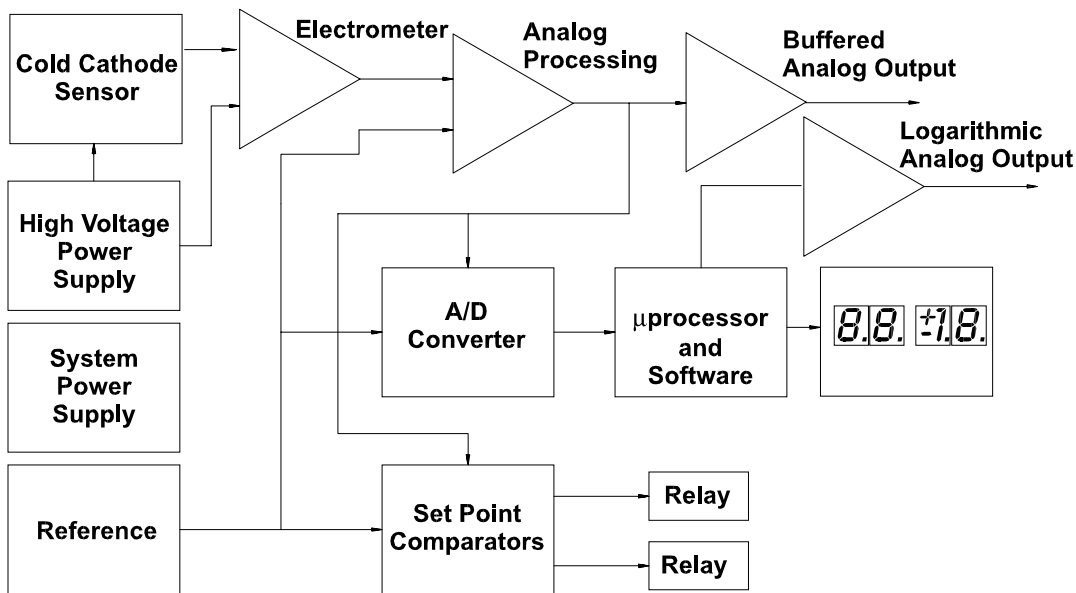 Cold Cathode
Sensor
Electrometer
Analog
Processing
Buffered
Analog Output
Logarithmic
Analog Output
High Voltage
Power
Supply
A/D
Converter
μprocessor
and
Software
8.8. ±1.8.
System
Power
Supply
Reference
Set Point
Comparators
Relay
Relay